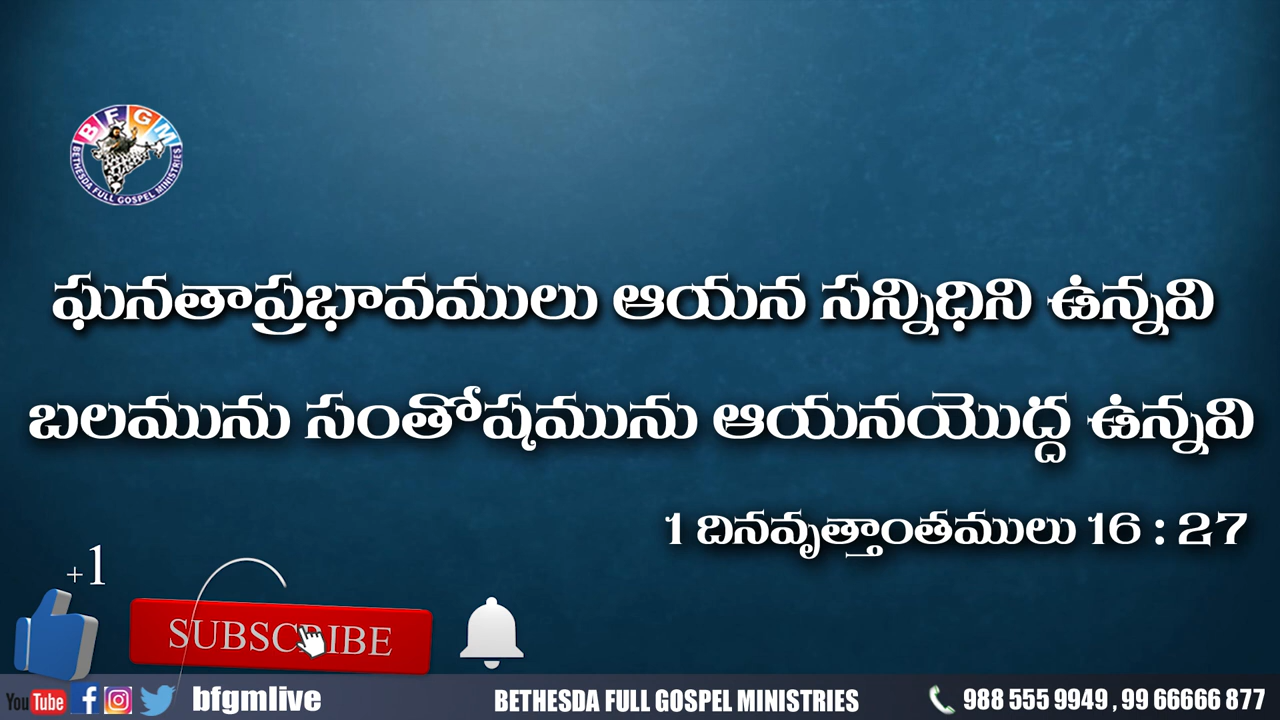 BFGM
BETHESDA FULL GOSPEL MINISTRIES
ఘనతాప్రభావములు ఆయన సన్నిధిని ఉన్నవి
బలమును సంతోషమును ఆయనయొద్ద ఉన్నవి
1 దినవృత్తాంతములు 16 : 27
+1
SUBSCRIBE
YouTube f bfgmlive BETHESDA FULL GOSPEL MINISTRIES 988 555 9949 , 99 66666 877